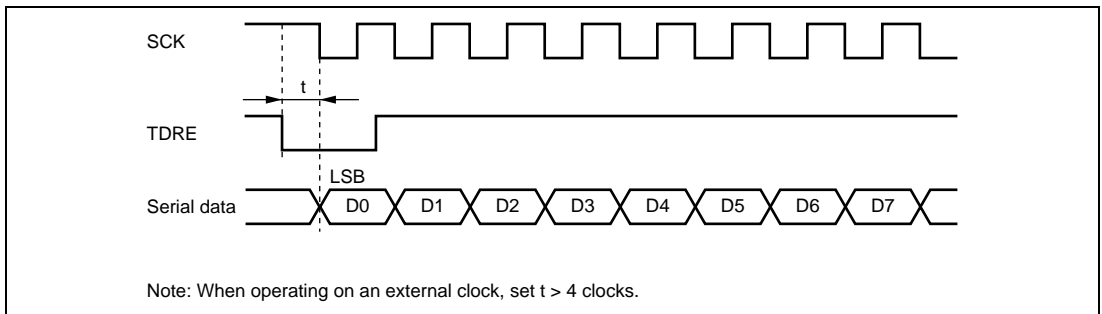 SCK
t
TDRE
LSB
Serial data D0 D1 D2 D3 D4 D5 D6 D7
Note: When operating on an external clock, set t > 4 clocks.